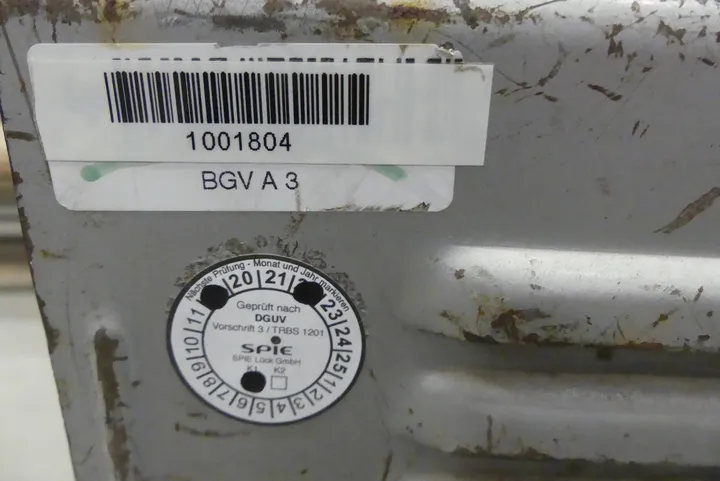 1001804
BGV A 3
Nächste Prüfung - Monat und Jahr markieren
20 21 23 24 25
1 2 3 4 5 6 7 8 9 10 11
Geprüft nach
DGUV
Vorschrift 3 / TRBS 1201
SPIE
SPIE Lück GmbH
K1 K2